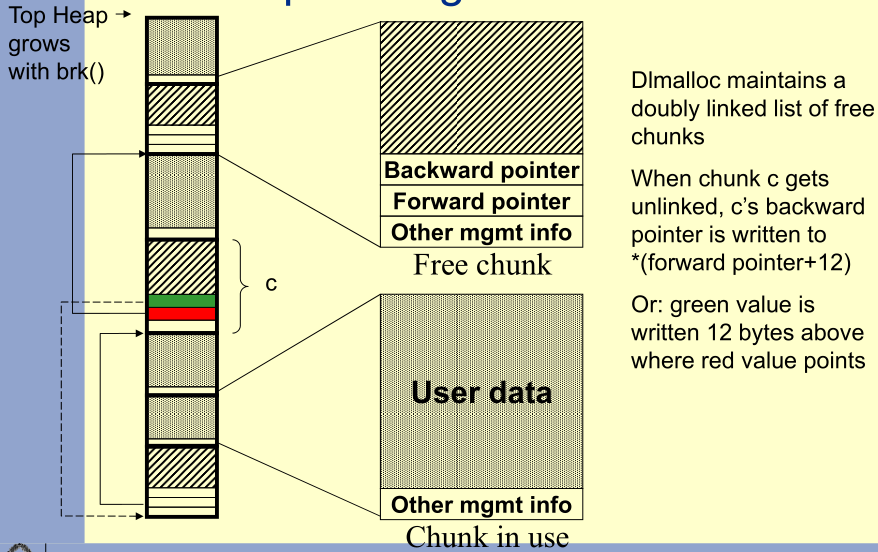 Top Heap
grows
with brk()
Backward pointer
Forward pointer
Other mgmt info
Free chunk
c
User data
Other mgmt info
Chunk in use
Dlmalloc maintains a
doubly linked list of free
chunks
When chunk c gets
unlinked, c's backward
pointer is written to
*(forward pointer+12)
Or: green value is
written 12 bytes above
where red value points